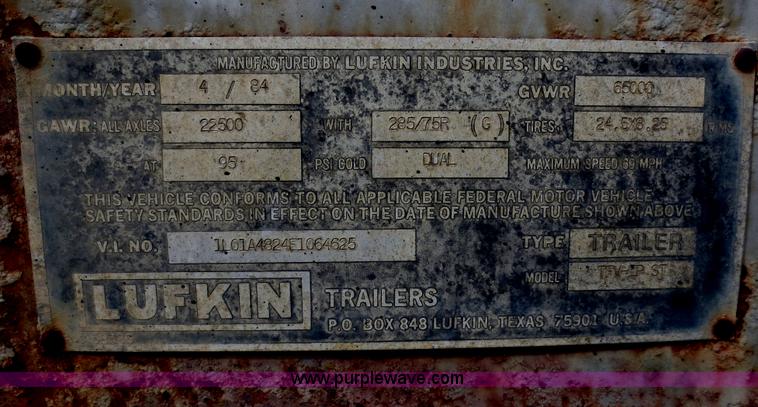 MANUFACTURED BY LUFKIN INDUSTRIES, INC.
MONTH/YEAR 4 / 84 GVWR 65000
GAWR: ALL AXLES 22500 WITH 285/75R (G) TIRES. 24.5X8.25 RIMS
AT 95 PSI COLD DUAL MAXIMUM SPEED 69 MPH
THIS VEHICLE CONFORMS TO ALL APPLICABLE FEDERAL MOTOR VEHICLE
SAFETY STANDARDS IN EFFECT ON THE DATE OF MANUFACTURE SHOWN ABOVE
V.I. NO. 1L01A4824E1064625 TYPE TRAILER
MODEL
LUFKIN TRAILERS
P.O. BOX 848 LUFKIN, TEXAS 75901 U.S.A.
www.purplewave.com